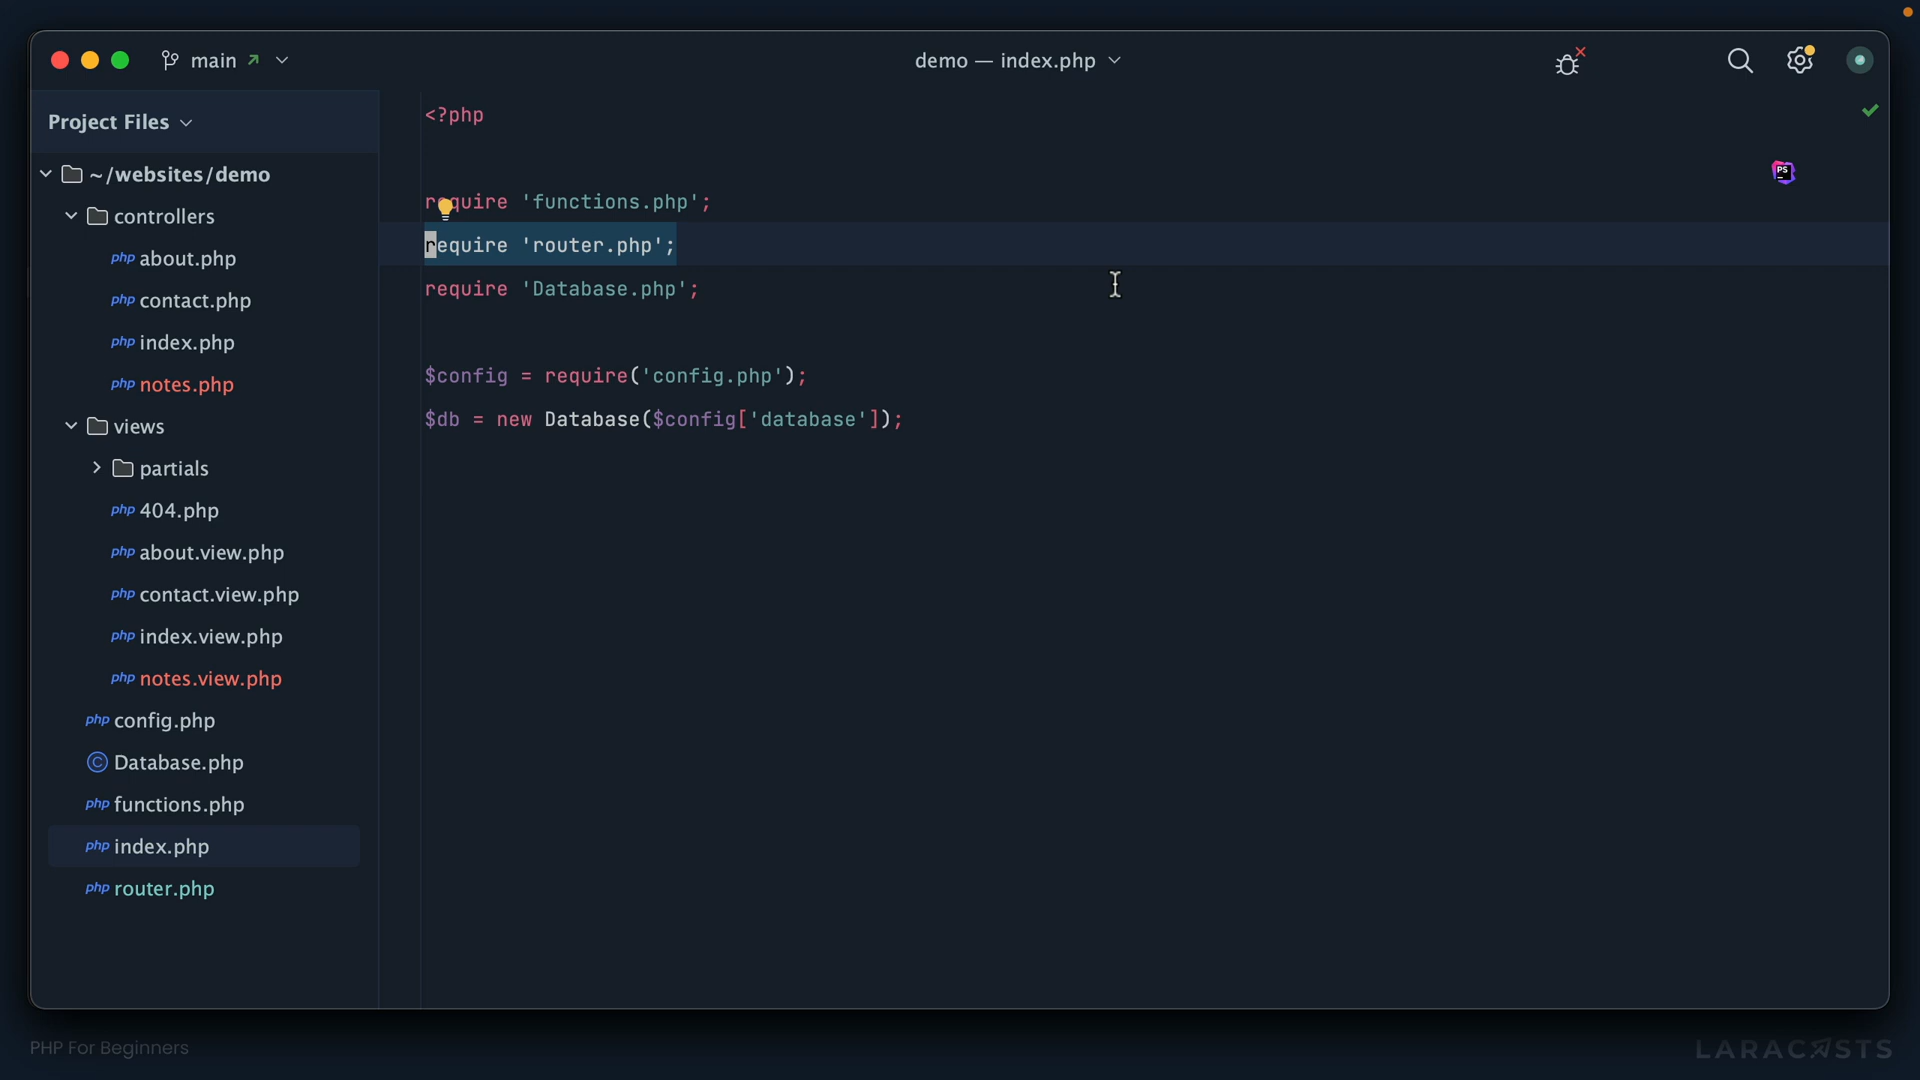 main
demo — index.php
Project Files
~/websites/demo
controllers
php about.php
php contact.php
php index.php
php notes.php
views
partials
php 404.php
php about.view.php
php contact.view.php
php index.view.php
php notes.view.php
php config.php
C Database.php
php functions.php
php index.php
php router.php
<?php
require 'functions.php';
require 'router.php';
require 'Database.php';
$config = require('config.php');
$db = new Database($config['database']);
PS
PHP For Beginners
LARACASTS